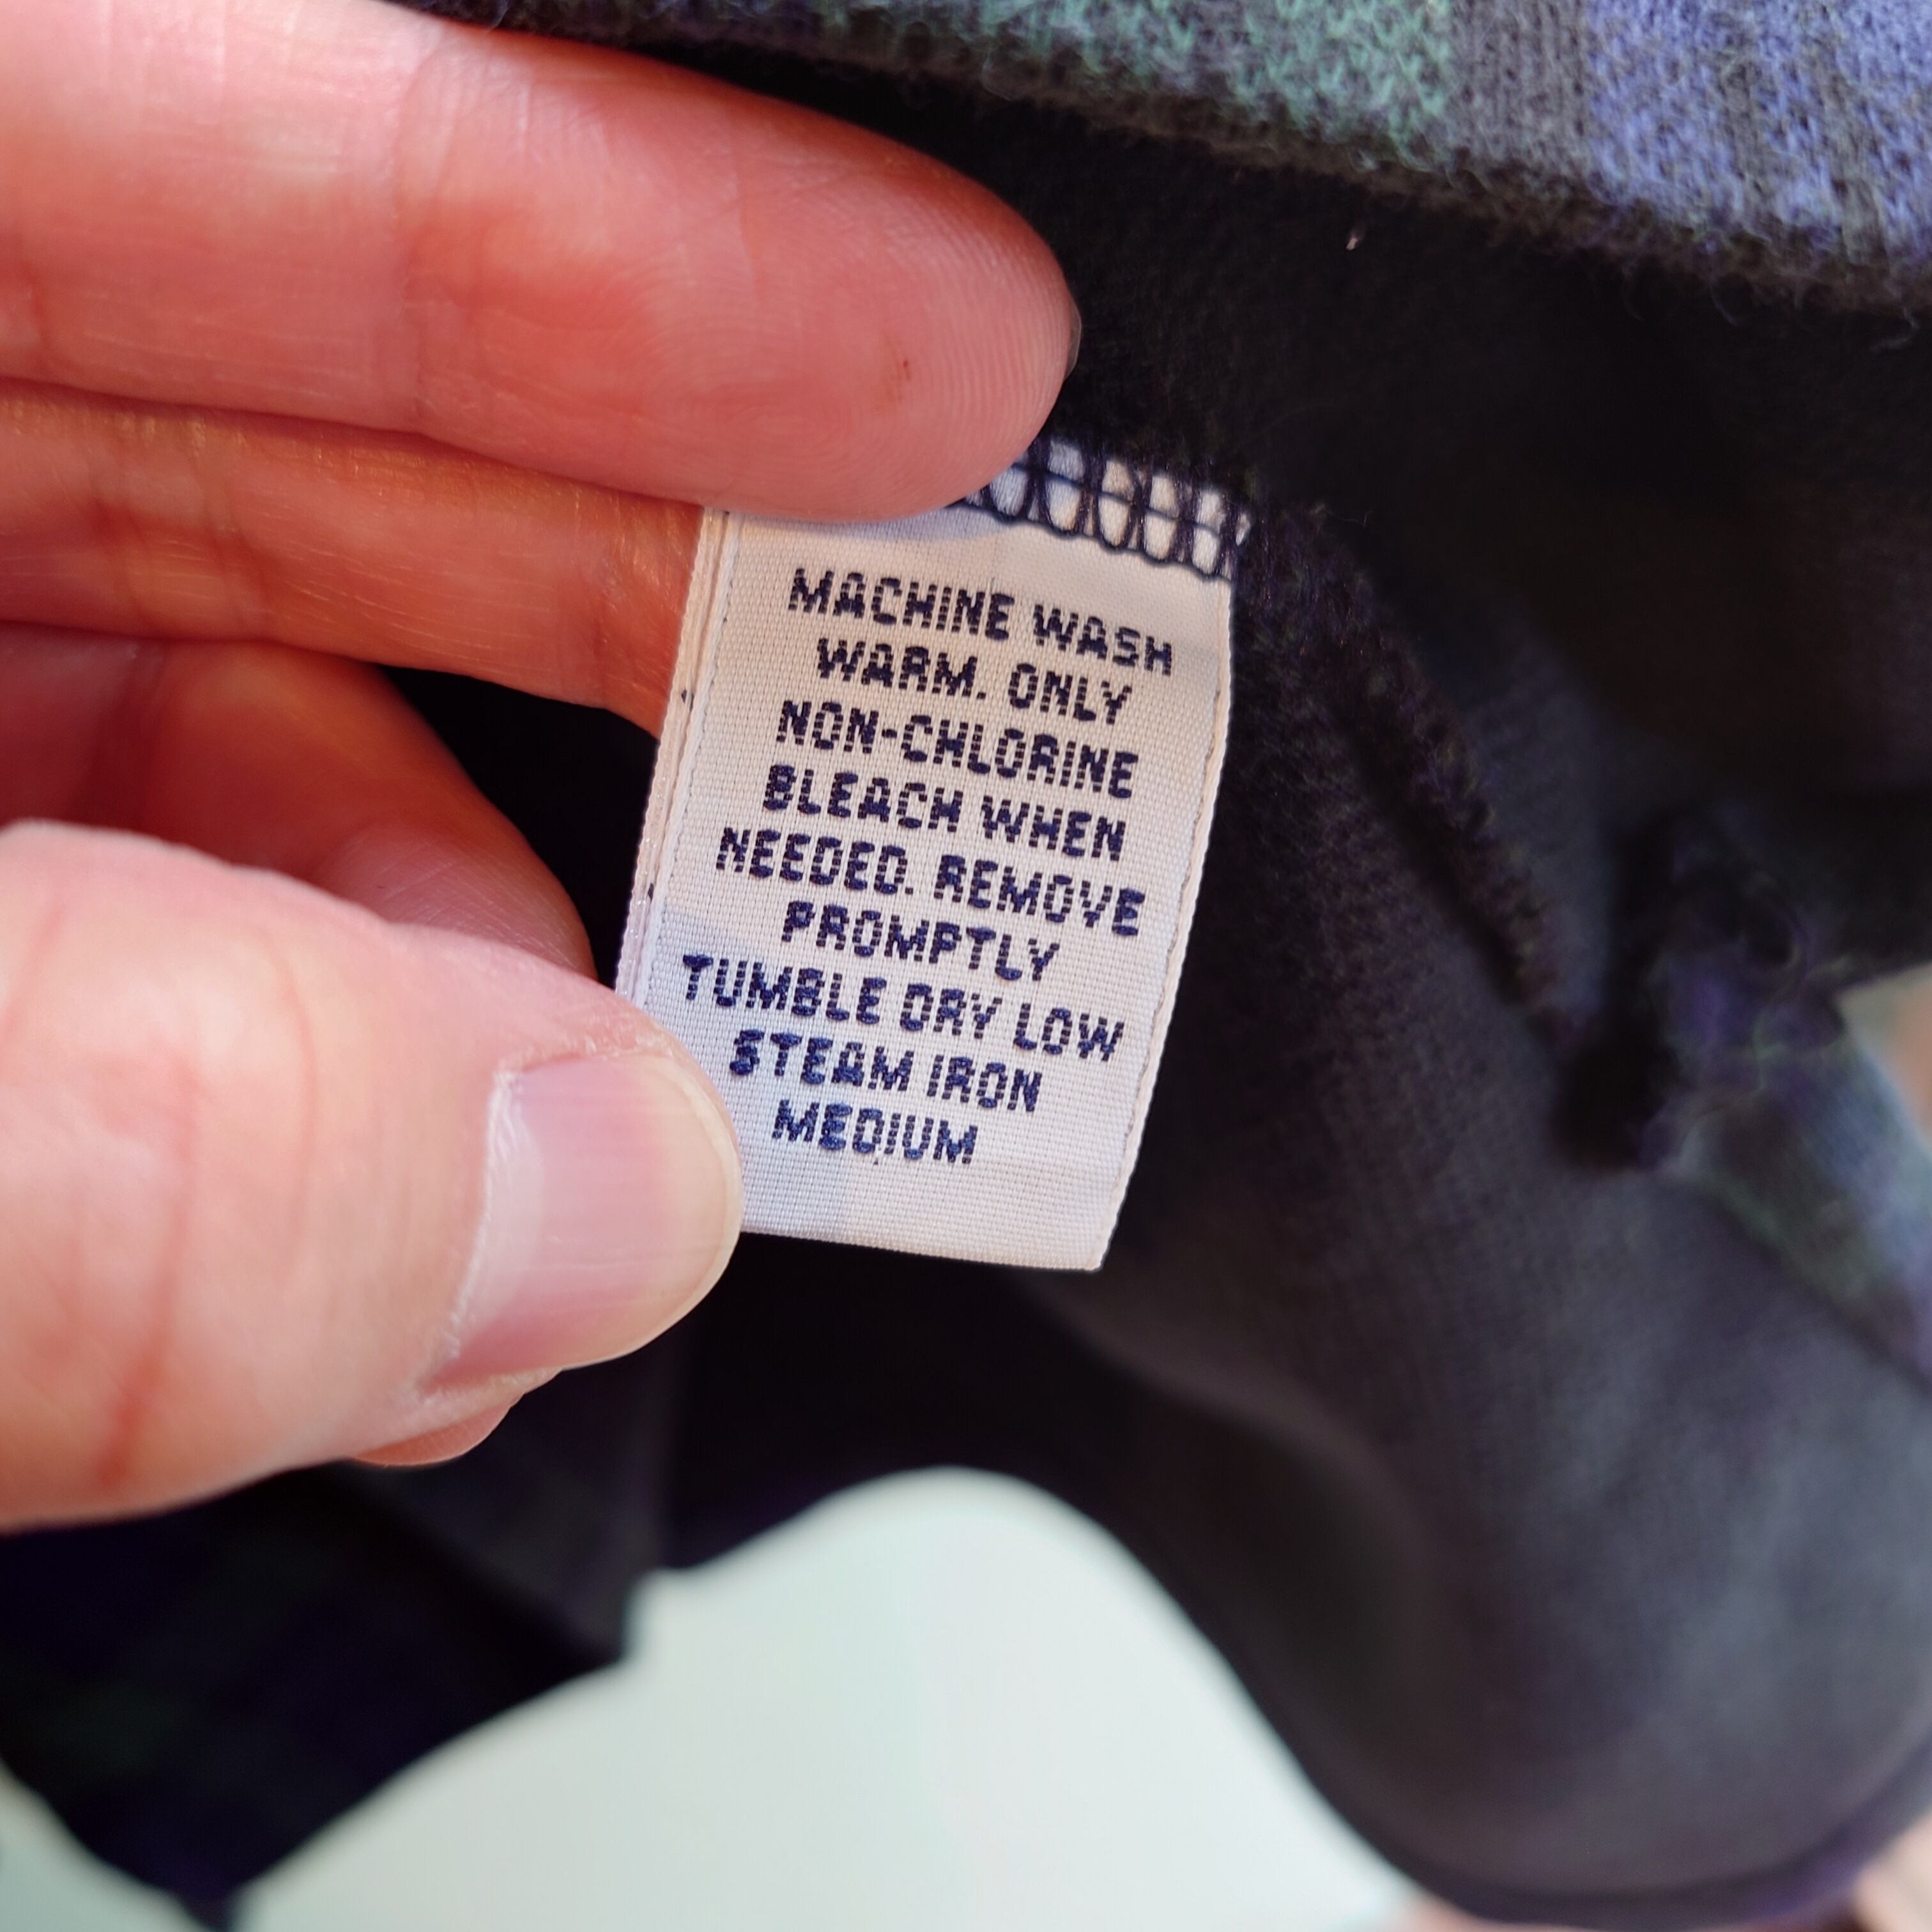 MACHINE WASH
WARM. ONLY
NON-CHLORINE
BLEACH WHEN
NEEDED. REMOVE
PROMPTLY
TUMBLE DRY LOW
STEAM IRON
MEDIUM